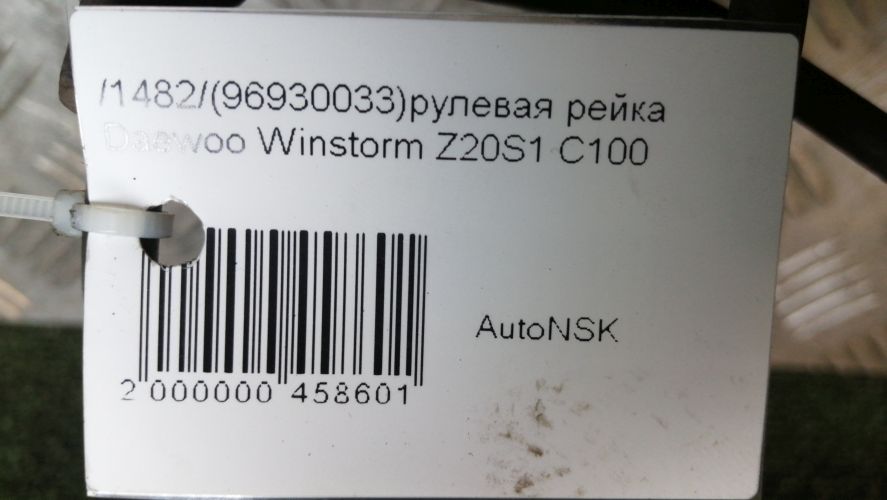 /1482/(96930033)рулевая рейка
Daewoo Winstorm Z20S1 C100
AutoNSK
2 000000 458601